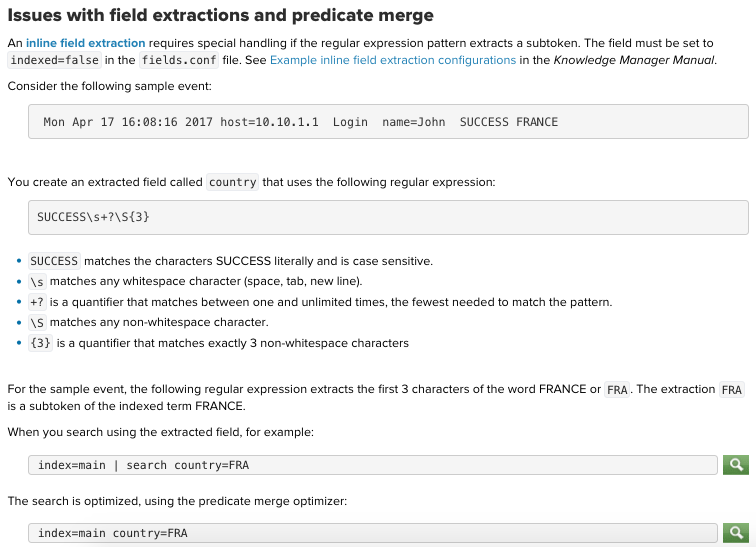 Issues with field extractions and predicate merge
An inline field extraction requires special handling if the regular expression pattern extracts a subtoken. The field must be set to
indexed=false in the fields.conf file. See Example inline field extraction configurations in the Knowledge Manager Manual.
Consider the following sample event:
Mon Apr 17 16:08:16 2017 host=10.10.1.1  Login  name=John  SUCCESS FRANCE
You create an extracted field called country that uses the following regular expression:
SUCCESS\s+?\S{3}
• SUCCESS matches the characters SUCCESS literally and is case sensitive.
• \s matches any whitespace character (space, tab, new line).
• +? is a quantifier that matches between one and unlimited times, the fewest needed to match the pattern.
• \S matches any non-whitespace character.
• {3} is a quantifier that matches exactly 3 non-whitespace characters
For the sample event, the following regular expression extracts the first 3 characters of the word FRANCE or FRA . The extraction FRA
is a subtoken of the indexed term FRANCE.
When you search using the extracted field, for example:
index=main | search country=FRA
The search is optimized, using the predicate merge optimizer:
index=main country=FRA